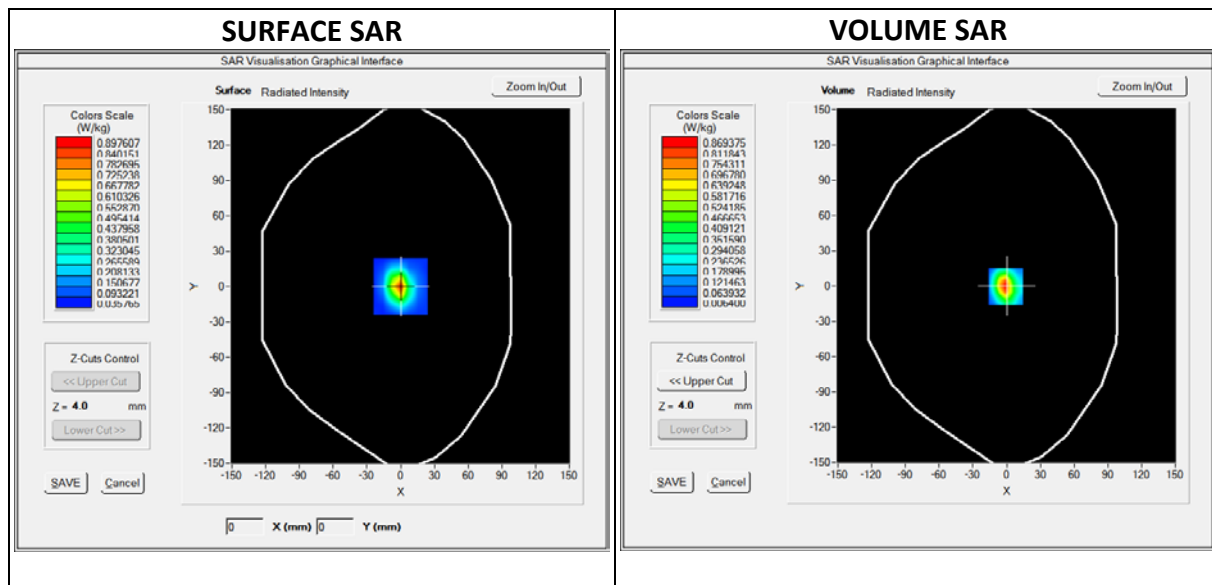 SURFACE SAR
SAR Visualisation Graphical Interface
Surface Radiated Intensity
Zoom In/Out
Colors Scale
(W/kg)
0.897607
0.840151
0.782695
0.725238
0.667782
0.610326
0.552870
0.495414
0.437958
0.380501
0.323045
0.265589
0.208133
0.150677
0.093221
0.035765
Z-Cuts Control
<< Upper Cut
Z = 4.0 mm
Lower Cut >>
SAVE Cancel
150
120
90
60
30
Y 0
-30
-60
-90
-120
-150
-150 -120 -90 -60 -30 0 30 60 90 120 150
X
0 X (mm) 0 Y (mm)
VOLUME SAR
SAR Visualisation Graphical Interface
Volume Radiated Intensity
Zoom In/Out
Colors Scale
(W/kg)
0.869375
0.811843
0.754311
0.696780
0.639248
0.581716
0.524185
0.466653
0.409121
0.351590
0.294058
0.236526
0.178995
0.121463
0.063932
0.006400
Z-Cuts Control
<< Upper Cut
Z = 4.0 mm
Lower Cut >>
SAVE Cancel
150
120
90
60
30
Y 0
-30
-60
-90
-120
-150
-150 -120 -90 -60 -30 0 30 60 90 120 150
X